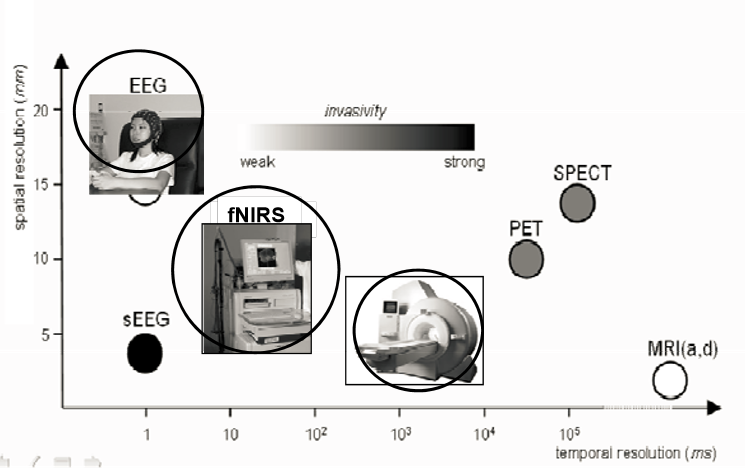 EEG
spatial resolution (mm)
20
15
10
5
invasivity
weak
strong
SPECT
fNIRS
PET
sEEG
MRI(a,d)
1
10
10²
10³
10⁴
10⁵
temporal resolution (ms)